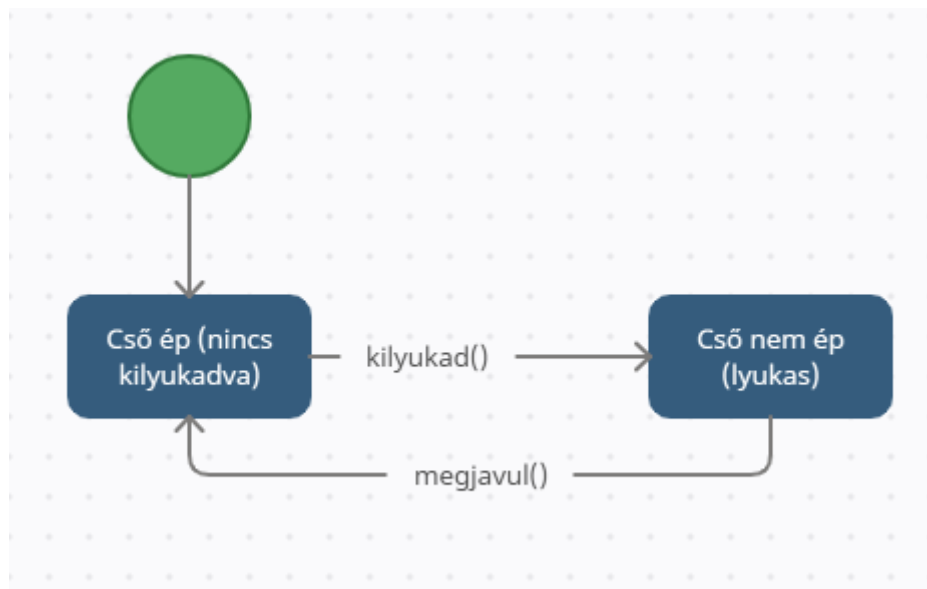 Cső ép (nincs
kilyukadva)
kilyukad()
Cső nem ép
(lyukas)
megjavul()